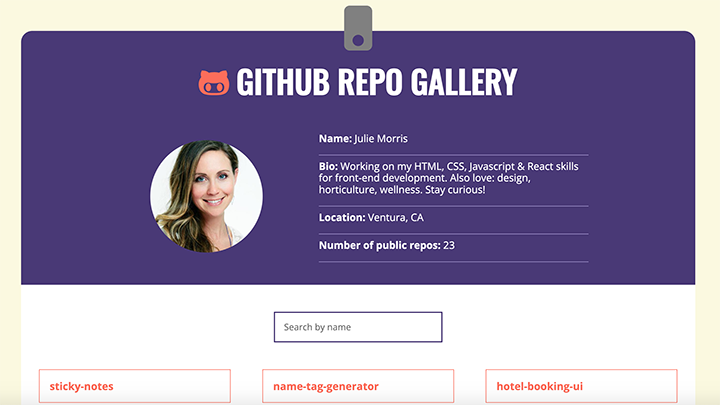 GITHUB REPO GALLERY
Name: Julie Morris
Bio: Working on my HTML, CSS, Javascript & React skills
for front-end development. Also love: design,
horticulture, wellness. Stay curious!
Location: Ventura, CA
Number of public repos: 23
Search by name
sticky-notes
name-tag-generator
hotel-booking-ui